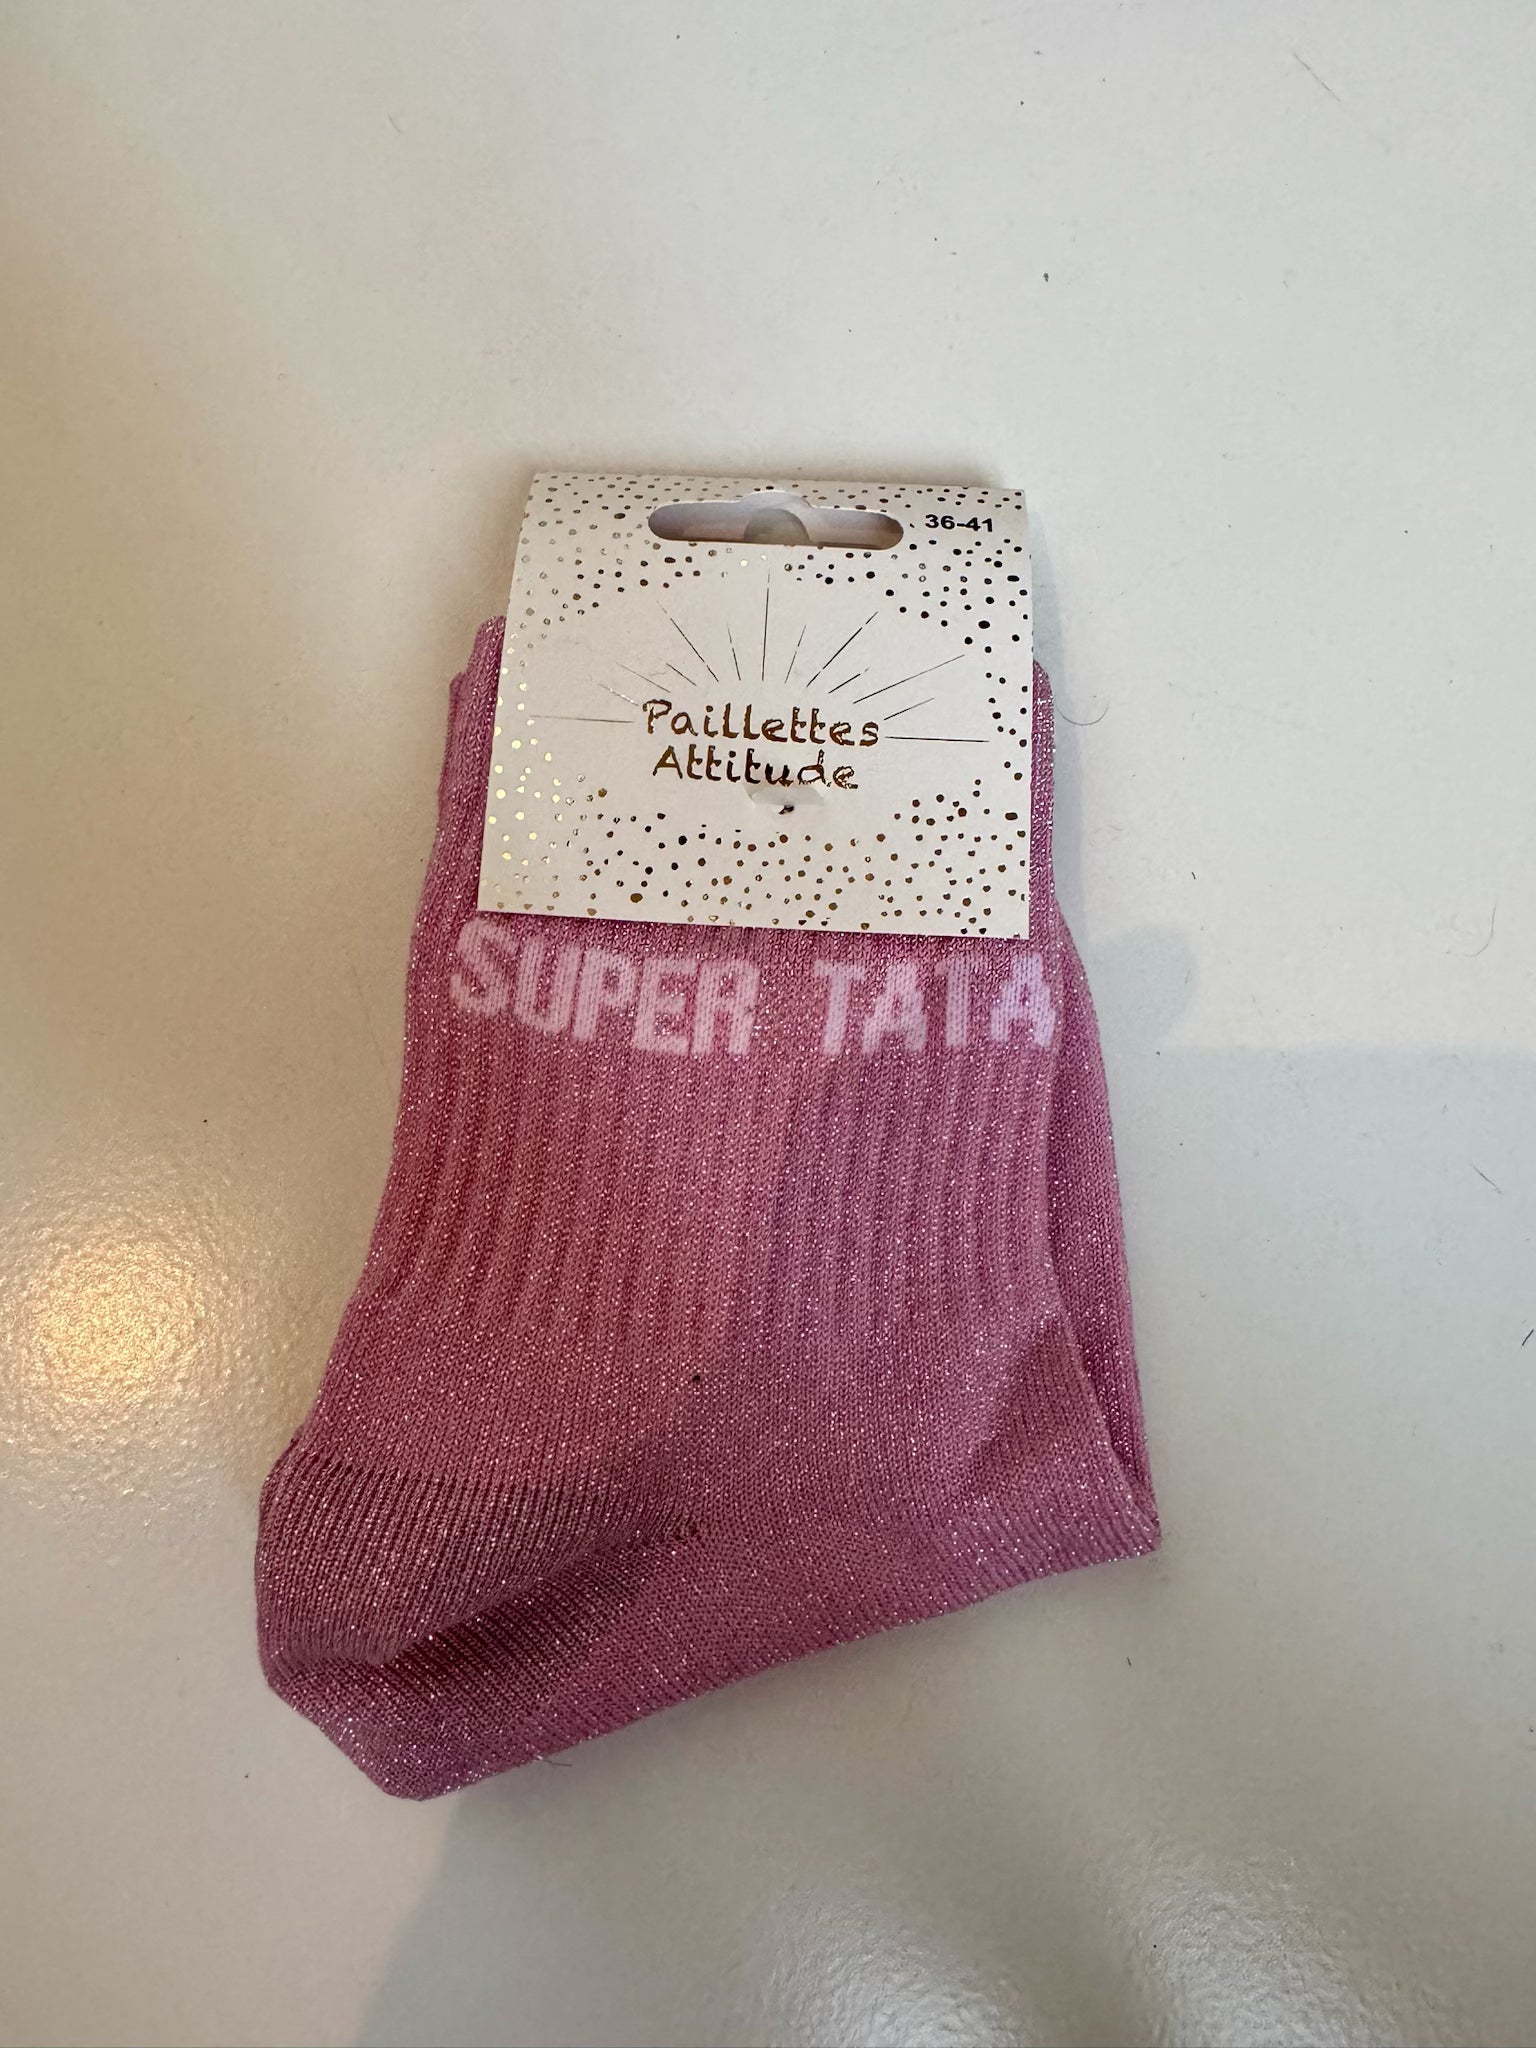 36-41
Paillettes
Attitude
SUPER TATA